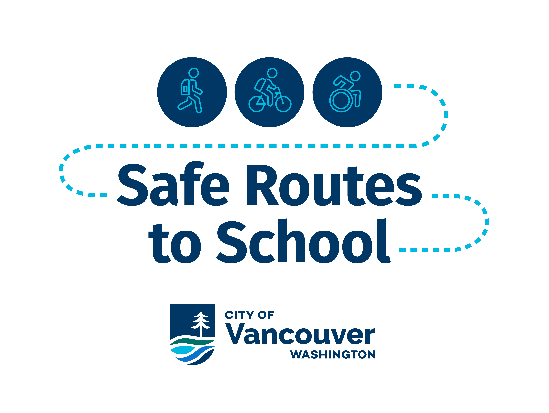 Safe Routes
to School
CITY OF
Vancouver
WASHINGTON